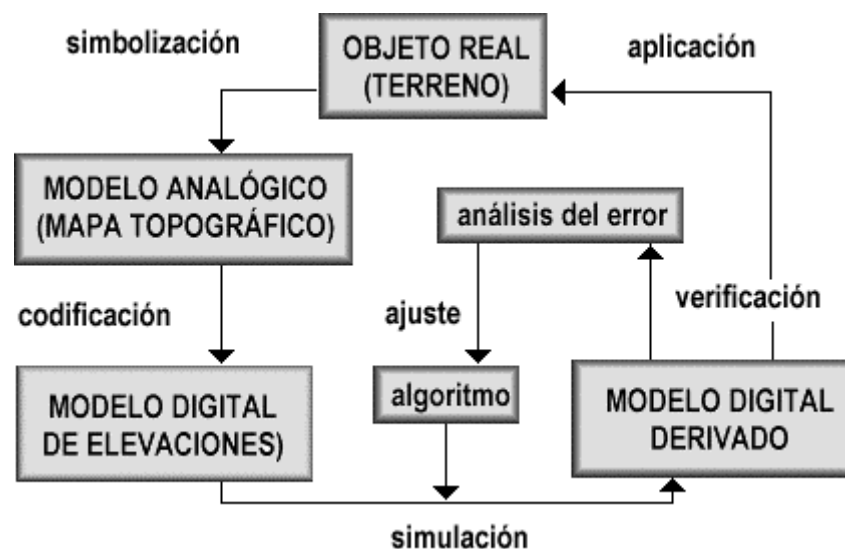 simbolización
OBJETO REAL
(TERRENO)
aplicación
MODELO ANALÓGICO
(MAPA TOPOGRÁFICO)
análisis del error
codificación
ajuste
verificación
algoritmo
MODELO DIGITAL
DE ELEVACIONES)
MODELO DIGITAL
DERIVADO
simulación